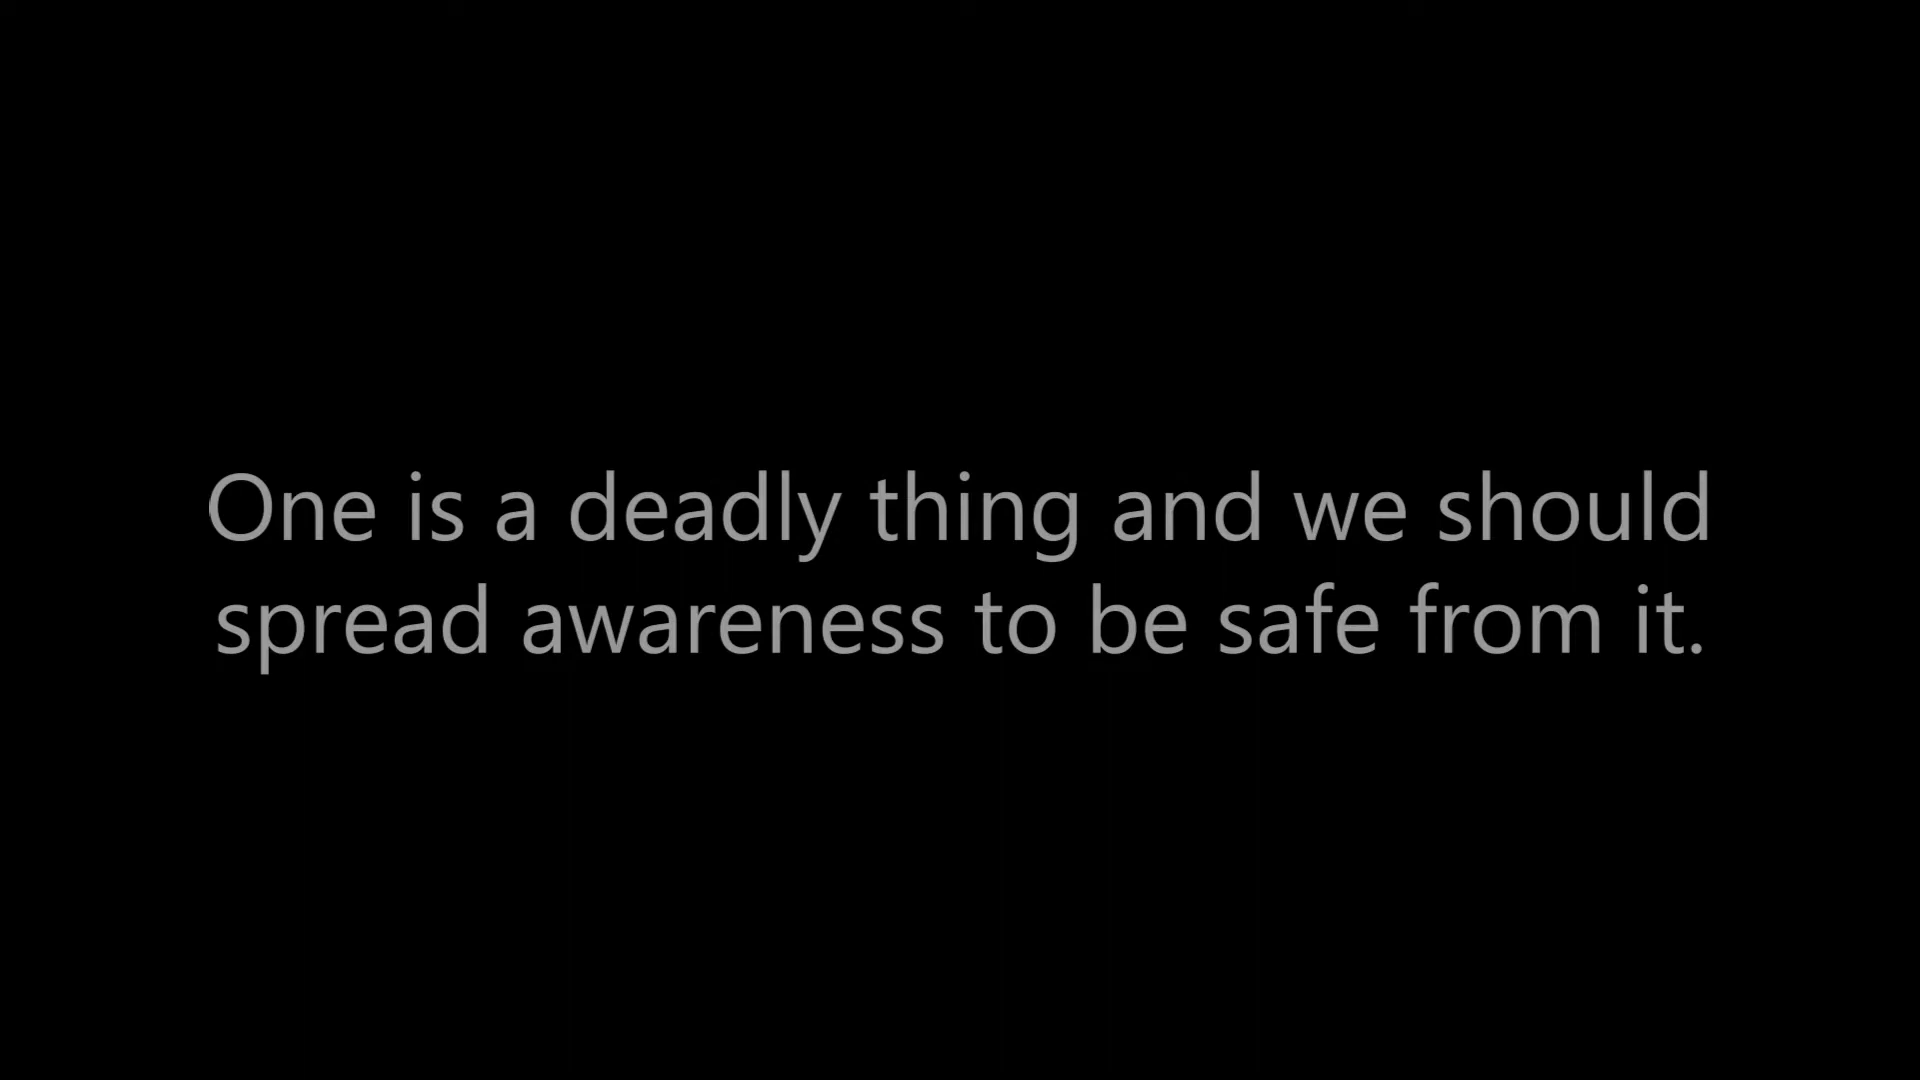 One is a deadly thing and we should
spread awareness to be safe from it.